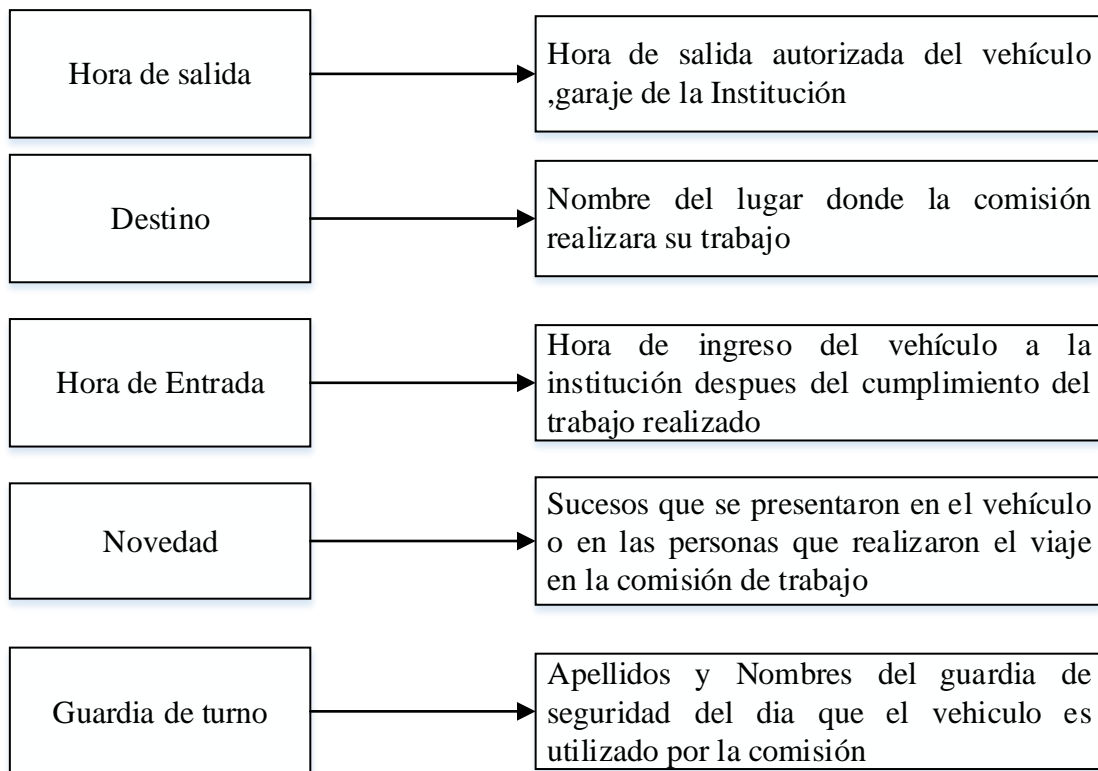 Hora de salida
Hora de salida autorizada del vehículo
,garaje de la Institución
Destino
Nombre del lugar donde la comisión
realizara su trabajo
Hora de Entrada
Hora de ingreso del vehículo a la
institución despues del cumplimiento del
trabajo realizado
Novedad
Sucesos que se presentaron en el vehículo
o en las personas que realizaron el viaje
en la comisión de trabajo
Guardia de turno
Apellidos y Nombres del guardia de
seguridad del dia que el vehiculo es
utilizado por la comisión